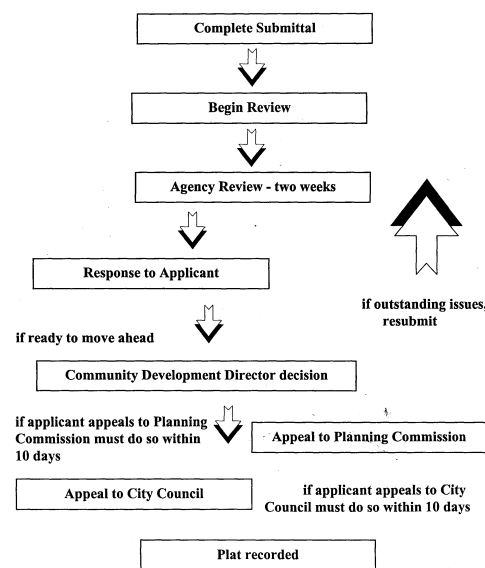 Complete Submittal
Begin Review
Agency Review - two weeks
Response to Applicant
if outstanding issues,
resubmit
if ready to move ahead
Community Development Director decision
if applicant appeals to Planning
Commission must do so within
10 days
Appeal to Planning Commission
Appeal to City Council
if applicant appeals to City
Council must do so within 10 days
Plat recorded